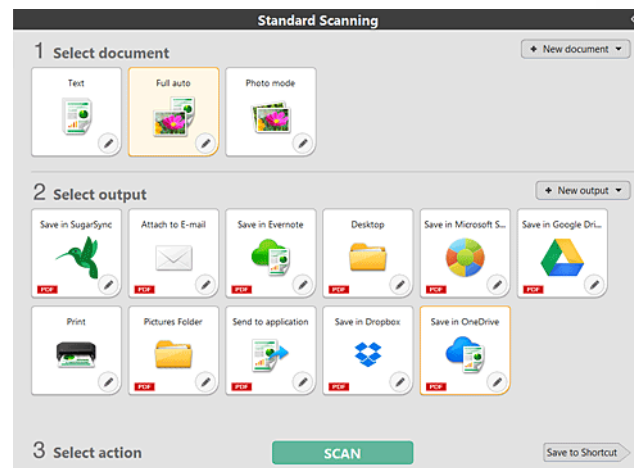 Standard Scanning
1 Select document
+ New document
Text
Full auto
Photo mode
2 Select output
+ New output
Save in SugarSync
Attach to E-mail
Save in Evernote
Desktop
Save in Microsoft S...
Save in Google Dri...
PDF
PDF
PDF
PDF
PDF
PDF
Print
Pictures Folder
Send to application
Save in Dropbox
Save in OneDrive
PDF
PDF
PDF
PDF
3 Select action
SCAN
Save to Shortcut